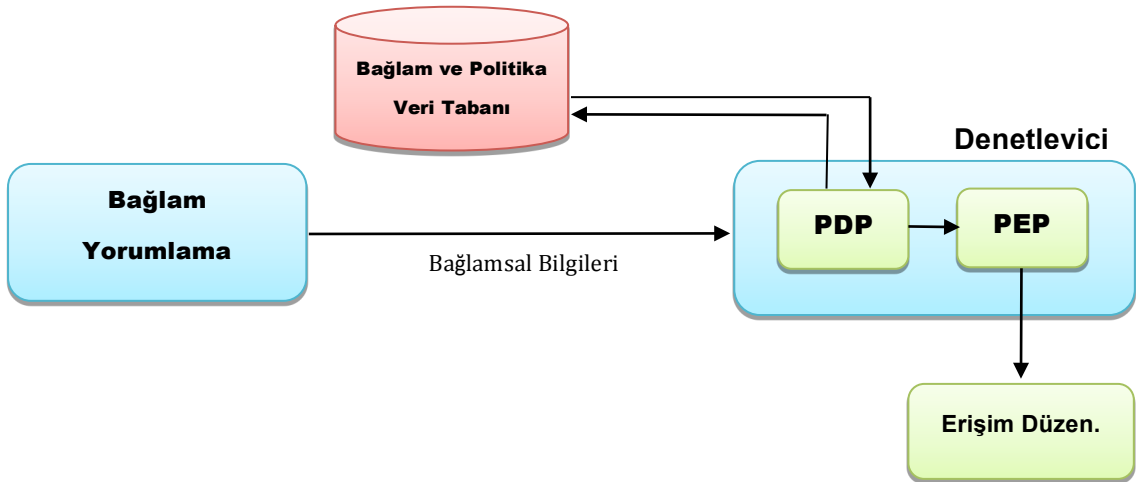 Bağlam ve Politika
Veri Tabanı
Denetlevici
Bağlam
Yorumlama
Bağlamsal Bilgileri
PDP
PEP
Erişim Düzen.